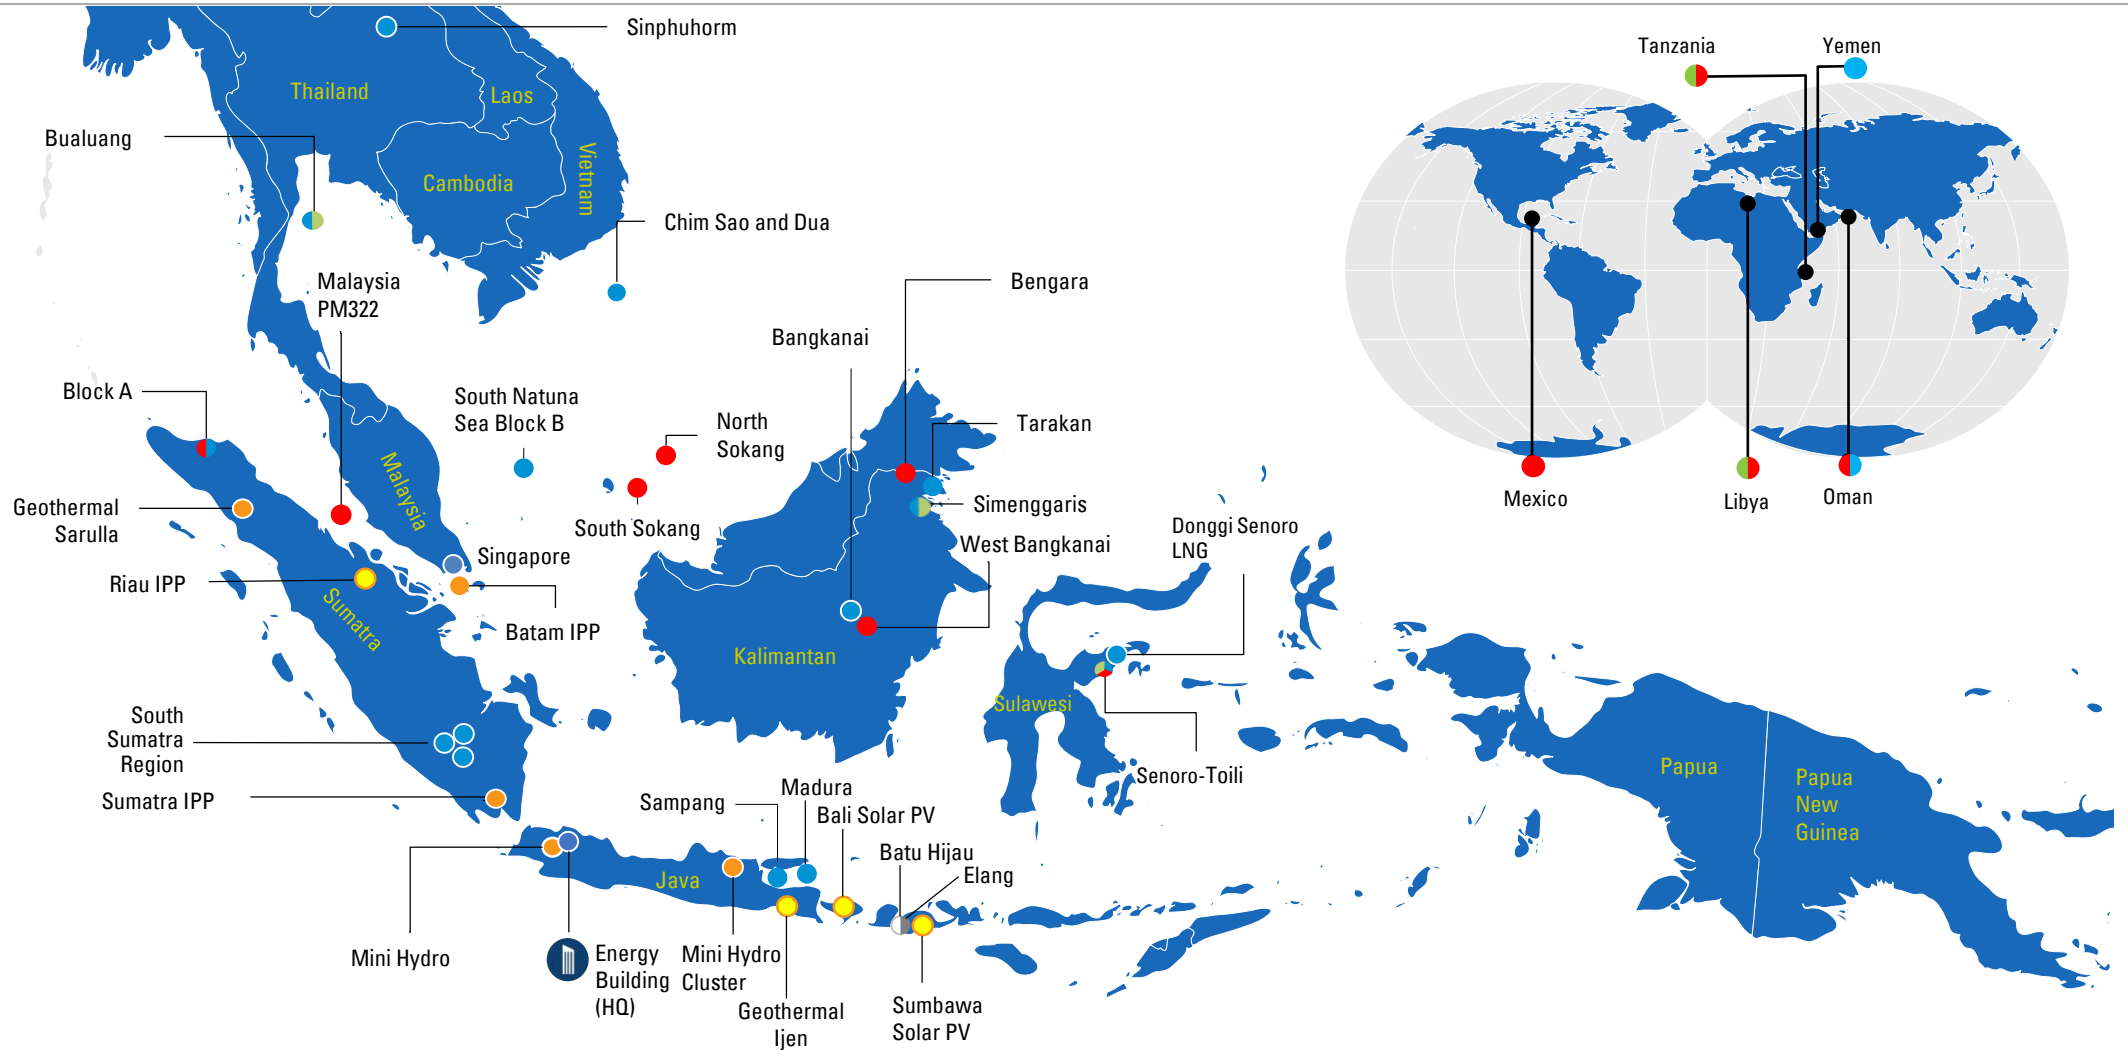 Sinphuhorm
Tanzania
Yemen
Thailand
Laos
Bualuang
Vietnam
Cambodia
Chim Sao and Dua
Malaysia
PM322
Bengara
Bangkanai
Block A
South Natuna
Sea Block B
North
Sokang
Tarakan
Malaysia
Geothermal
Sarulla
South Sokang
Simenggaris
Mexico
Libya
Oman
Donggi Senoro
LNG
West Bangkanai
Singapore
Riau IPP
Sumatra
Batam IPP
Kalimantan
Sulawesi
South
Sumatra
Region
Senoro-Toili
Papua
Papua
New
Guinea
Sumatra IPP
Sampang
Madura
Bali Solar PV
Batu Hijau
Elang
Java
Mini Hydro
Energy
Building
(HQ)
Mini Hydro
Cluster
Geothermal
Ijen
Sumbawa
Solar PV